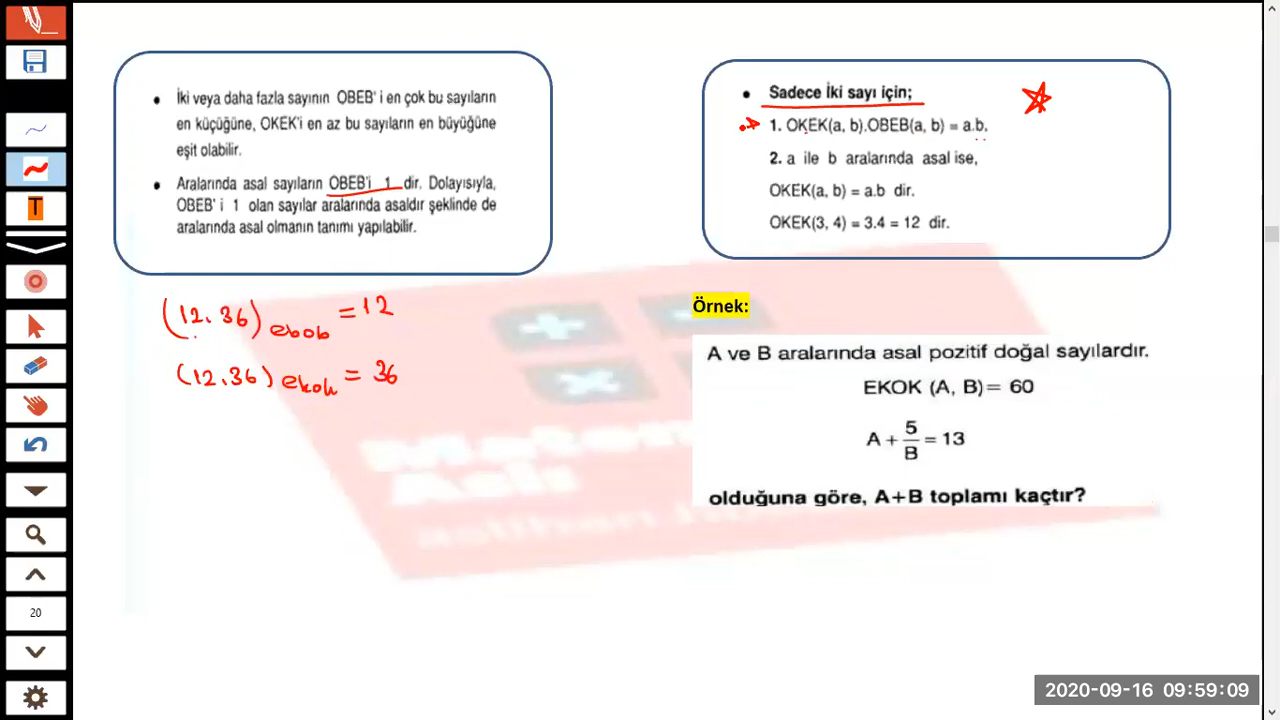 • İki veya daha fazla sayının OBEB' i en çok bu sayıların
en küçüğüne, OKEK'i en az bu sayıların en büyüğüne
eşit olabilir.
• Aralarında asal sayıların OBEB'i 1 dir. Dolayısıyla,
OBEB' i 1 olan sayılar aralarında asaldır şeklinde de
aralarında asal olmanın tanımı yapılabilir.
• Sadece İki sayı için;
1. OKEK(a, b).OBEB(a, b) = a.b.
2. a ile b aralarında asal ise,
OKEK(a, b) = a.b dir.
OKEK(3, 4) = 3.4 = 12 dir.
(12.36) ebob = 12
(12.36) ekok = 36
Örnek:
A ve B aralarında asal pozitif doğal sayılardır.
EKOK (A, B)= 60
A + 5/B = 13
olduğuna göre, A+B toplamı kaçtır?
T
20
2020-09-16 09:59:09